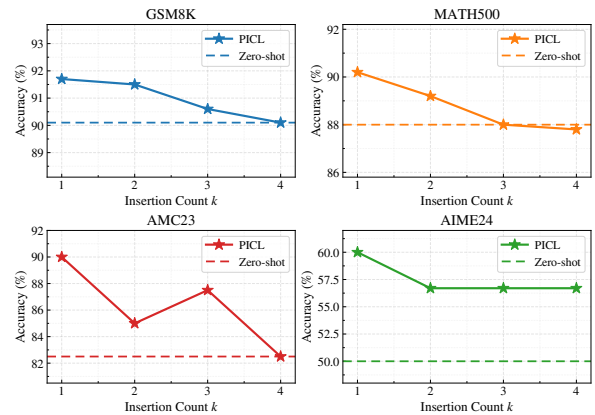 GSM8K
93
92
91
90
89
Accuracy (%)
PICL
Zero-shot
1 2 3 4
Insertion Count k
MATH500
92
90
88
86
Accuracy (%)
PICL
Zero-shot
1 2 3 4
Insertion Count k
AMC23
92
90
88
86
84
82
Accuracy (%)
PICL
Zero-shot
1 2 3 4
Insertion Count k
AIME24
60.0
57.5
55.0
52.5
50.0
Accuracy (%)
PICL
Zero-shot
1 2 3 4
Insertion Count k